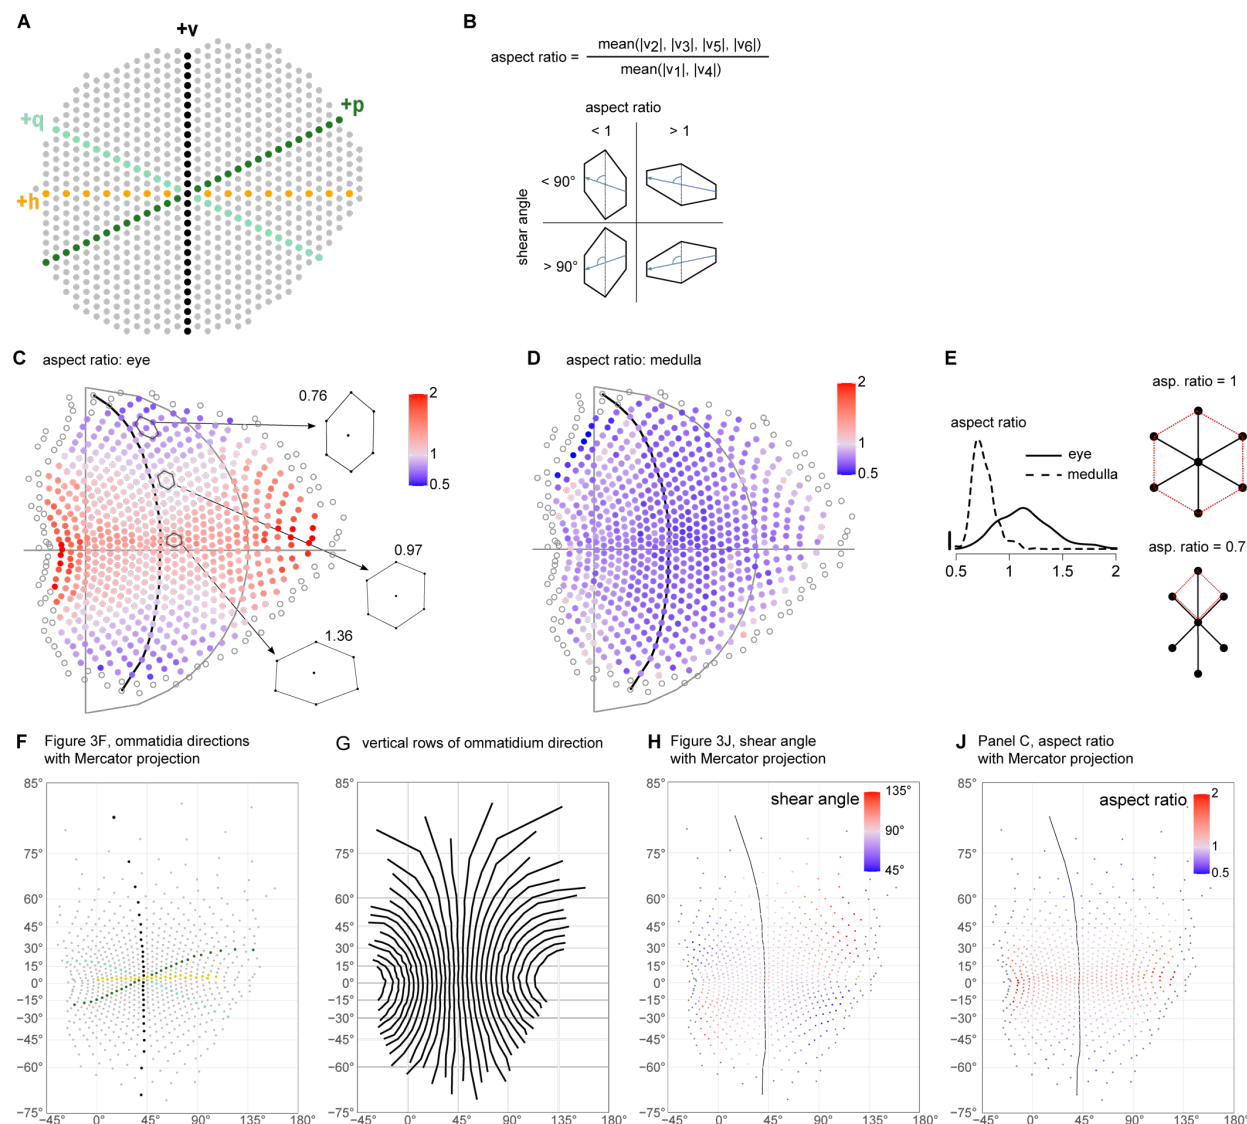 A
+v
+q
+p
+h
B
aspect ratio = mean(|v2|, |v3|, |v5|, |v6|)
mean(|v1|, |v4|)
aspect ratio
< 1
> 1
shear angle
< 90°
> 90°
C aspect ratio: eye
0.76
2
1
0.5
0.97
1.36
D aspect ratio: medulla
2
1
0.5
E
asp. ratio = 1
aspect ratio
eye
medulla
0.5 1 1.5 2
asp. ratio = 0.7
F Figure 3F, ommatidia directions
with Mercator projection
85°
75°
60°
45°
30°
15°
0°
−15°
−30°
−45°
−60°
−75°
−45° 0° 45° 90° 135° 180°
G vertical rows of ommatidium direction
85°
75°
60°
45°
30°
15°
0°
−15°
−30°
−45°
−60°
−75°
−45° 0° 45° 90° 135° 180°
H Figure 3J, shear angle
with Mercator projection
shear angle
135°
90°
45°
85°
75°
60°
45°
30°
15°
0°
−15°
−30°
−45°
−60°
−75°
−45° 0° 45° 90° 135° 180°
J Panel C, aspect ratio
with Mercator projection
aspect ratio
2
1
0.5
85°
75°
60°
45°
30°
15°
0°
−15°
−30°
−45°
−60°
−75°
−45° 0° 45° 90° 135° 180°